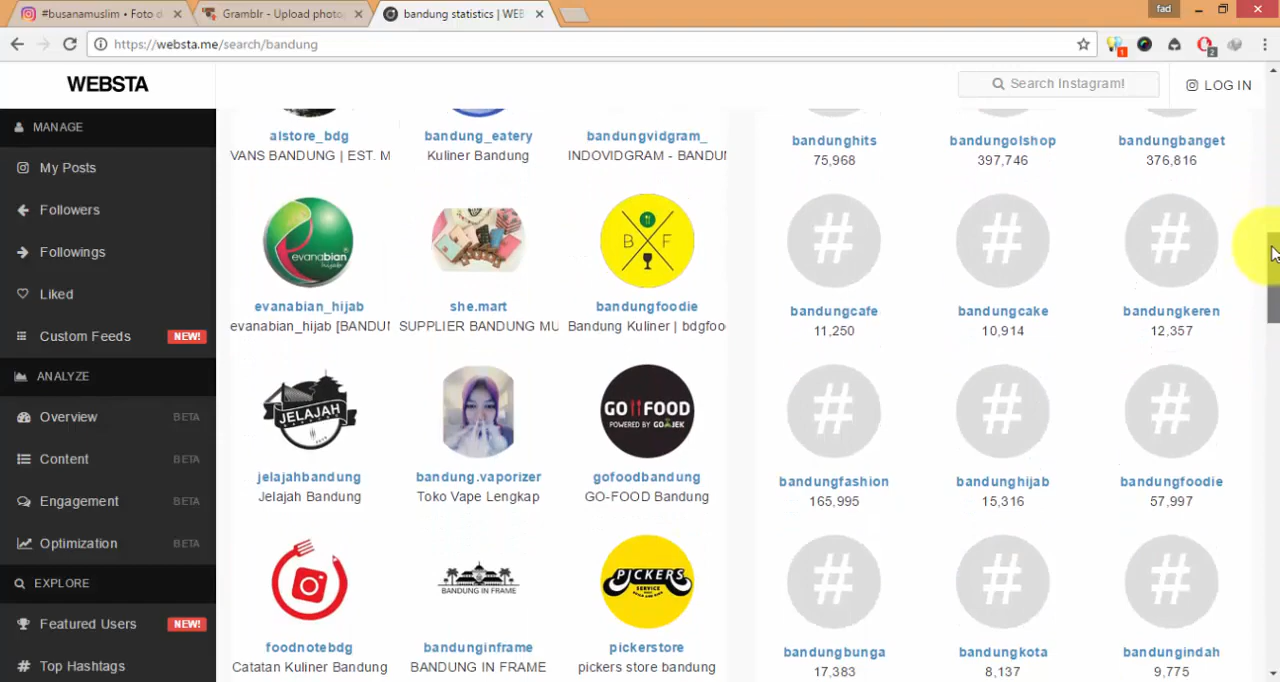 #busanamuslim • Foto d
Gramblr - Upload photo
bandung statistics | WEB
fad
https://websta.me/search/bandung
1
2
WEBSTA
Search Instagram!
LOG IN
MANAGE
My Posts
Followers
Followings
Liked
Custom Feeds NEW!
ANALYZE
Overview BETA
Content BETA
Engagement BETA
Optimization BETA
EXPLORE
Featured Users NEW!
Top Hashtags
alstore_bdg
VANS BANDUNG | EST. M
bandung_eatery
Kuliner Bandung
bandungvidgram_
INDOVIDGRAM - BANDUN
evanabian
hijab
evanabian_hijab
evanabian_hijab [BANDUN
she.mart
SUPPLIER BANDUNG MU
B F
bandungfoodie
Bandung Kuliner | bdgfoo
JELAJAH
jelajahbandung
Jelajah Bandung
bandung.vaporizer
Toko Vape Lengkap
GO FOOD
POWERED BY GOJEK
gofoodbandung
GO-FOOD Bandung
foodnotebdg
Catatan Kuliner Bandung
BANDUNG IN FRAME
bandunginframe
BANDUNG IN FRAME
PICKERS
SERVICE
pickerstore
pickers store bandung
bandunghits
75,968
bandungolshop
397,746
bandungbanget
376,816
#
bandungcafe
11,250
#
bandungcake
10,914
#
bandungkeren
12,357
#
bandungfashion
165,995
#
bandunghijab
15,316
#
bandungfoodie
57,997
#
bandungbunga
17,383
#
bandungkota
8,137
#
bandungindah
9,775